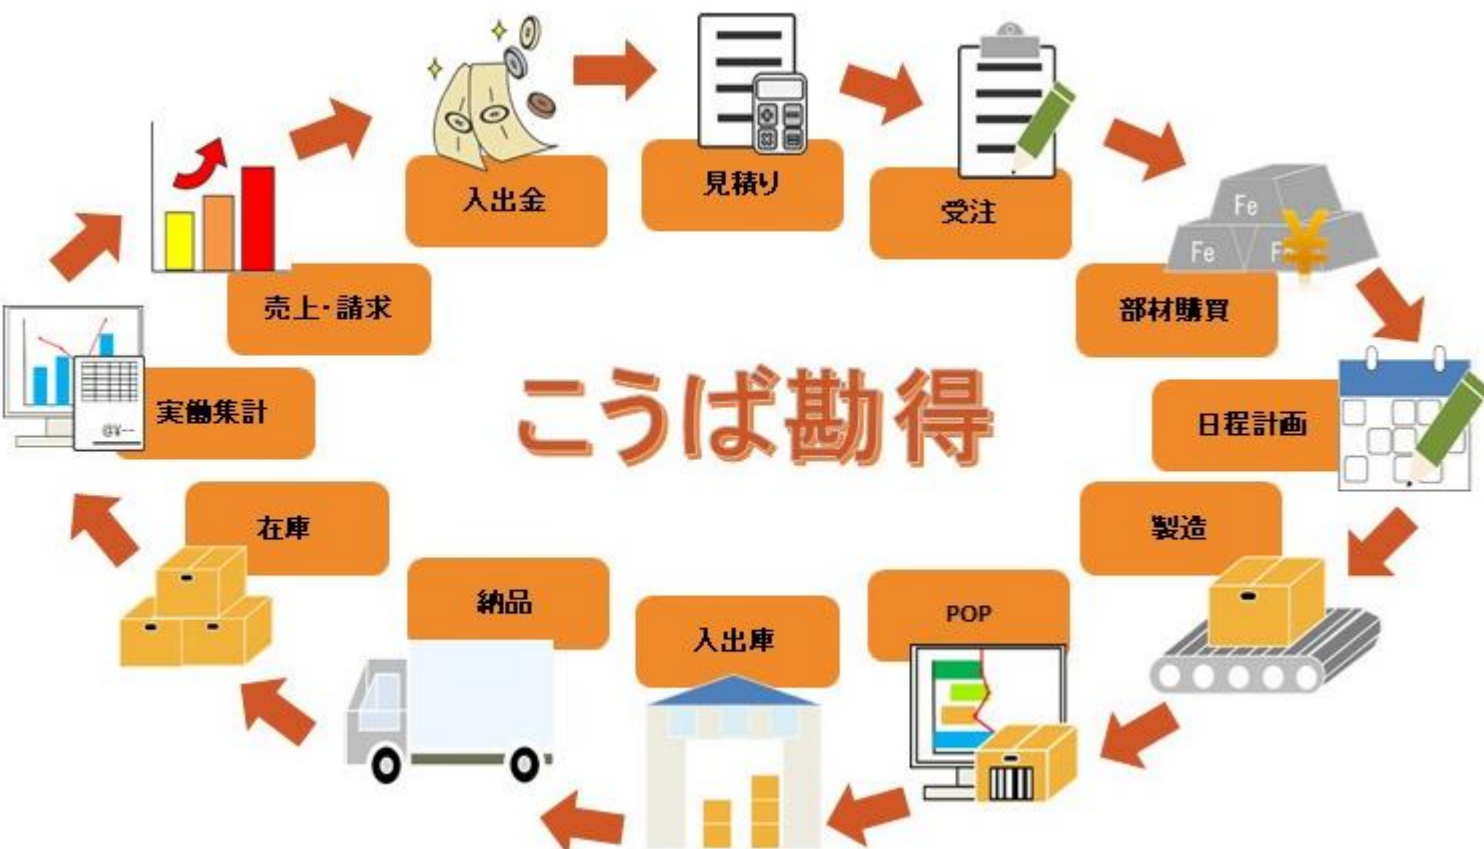 入出金
見積り
受注
Fe
Fe
Fe
¥
部材購買
売上・請求
日程計画
実働集計
@¥--
こうば勘得
製造
在庫
納品
入出庫
POP